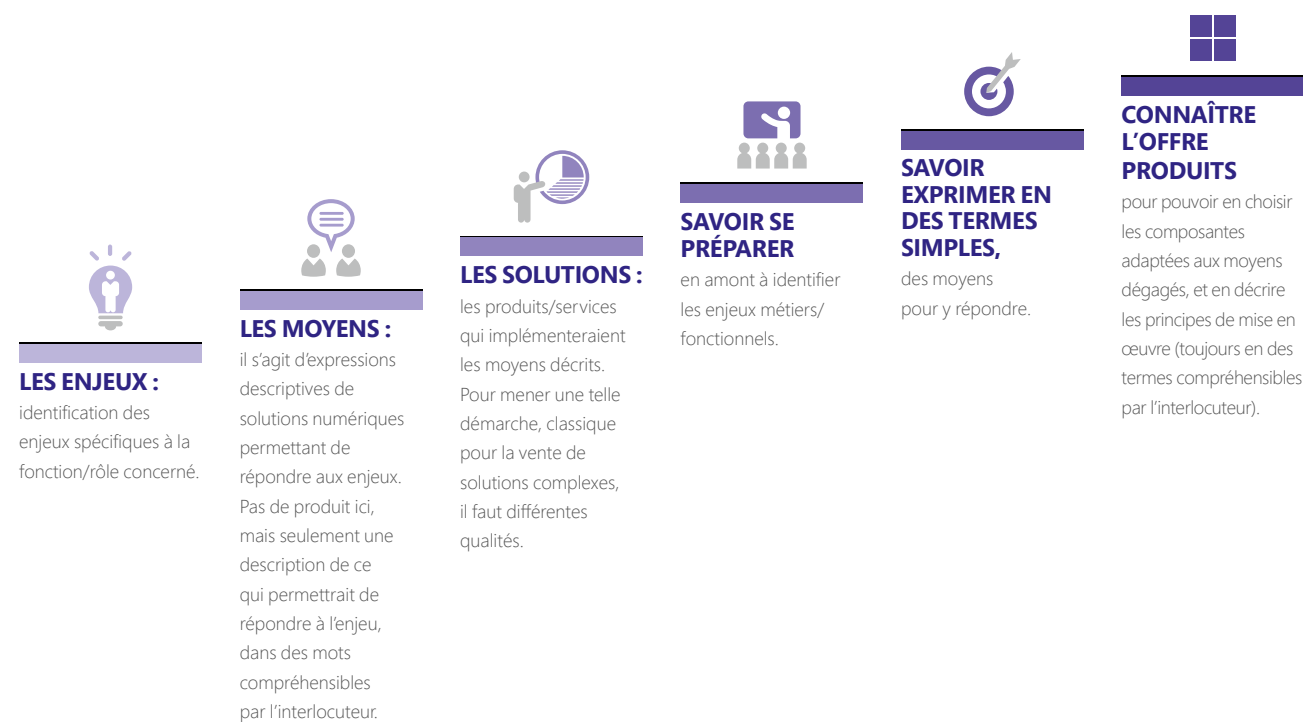 LES ENJEUX :
identification des
enjeux spécifiques à la
fonction/rôle concerné.
LES MOYENS :
il s'agit d'expressions
descriptives de
solutions numériques
permettant de
répondre aux enjeux.
Pas de produit ici,
mais seulement une
description de ce
qui permettrait de
répondre à l'enjeu,
dans des mots
compréhensibles
par l'interlocuteur.
LES SOLUTIONS :
les produits/services
qui implémenteraient
les moyens décrits.
Pour mener une telle
démarche, classique
pour la vente de
solutions complexes,
il faut différentes
qualités.
SAVOIR SE
PRÉPARER
en amont à identifier
les enjeux métiers/
fonctionnels.
SAVOIR
EXPRIMER EN
DES TERMES
SIMPLES,
des moyens
pour y répondre.
CONNAÎTRE
L'OFFRE
PRODUITS
pour pouvoir en choisir
les composantes
adaptées aux moyens
dégagés, et en décrire
les principes de mise en
œuvre (toujours en des
termes compréhensibles
par l'interlocuteur).